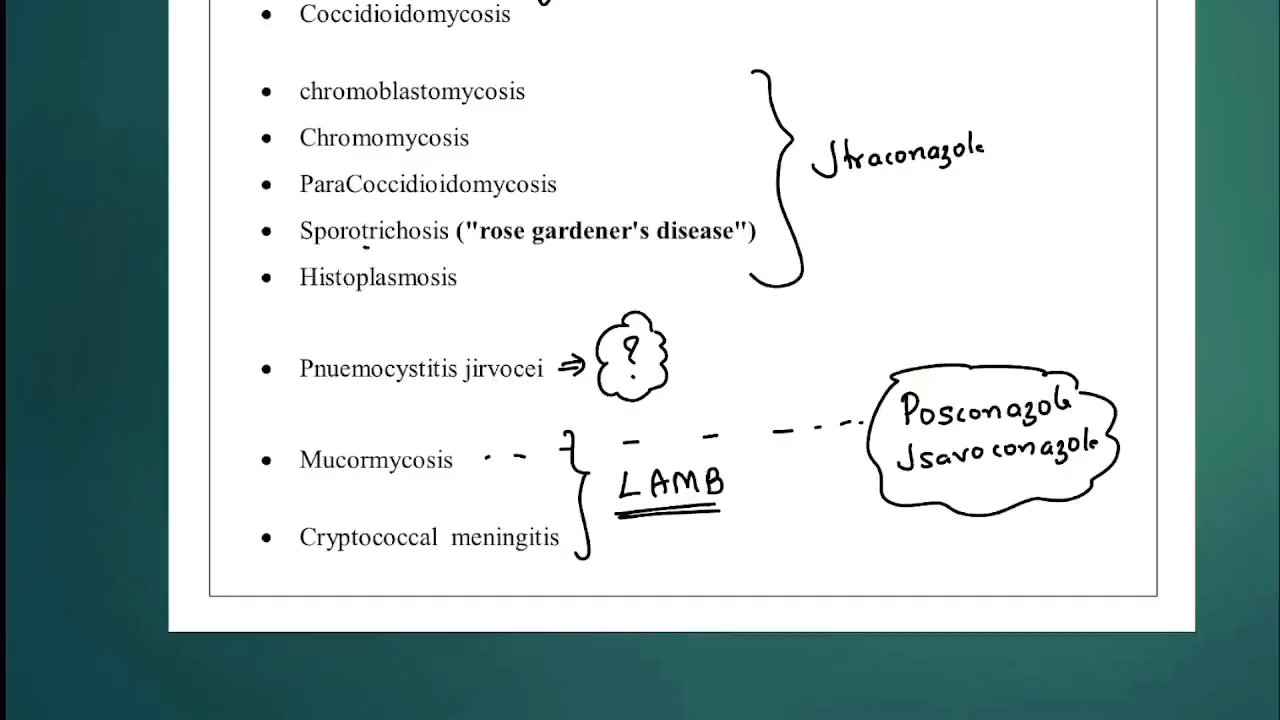 Coccidioidomycosis
chromoblastomycosis
Chromomycosis
ParaCoccidioidomycosis
Sporotrichosis ("rose gardener's disease")
Histoplasmosis
Itraconazole
Pnuemocystitis jirvocei ⇒ ?
Mucormycosis
Cryptococcal meningitis
LAMB
Posconazole
Isavoconazole